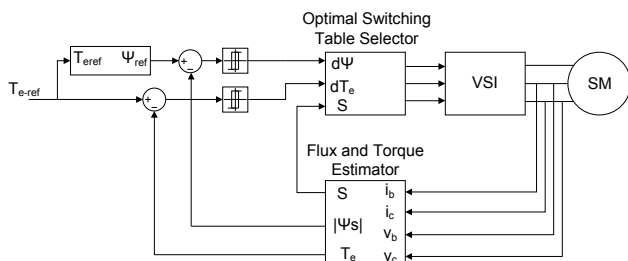 Optimal Switching
Table Selector
T_eref Ψ_ref
+
−
dΨ
VSI
SM
T_e-ref
+
−
dT_e
S
Flux and Torque
Estimator
S
i_b
i_c
|Ψs|
v_b
T_e
v_c